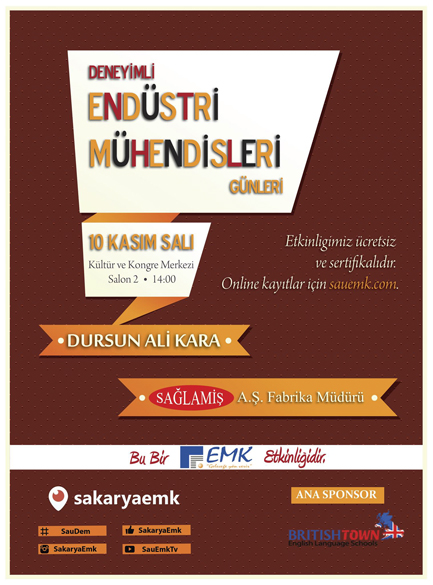 DENEYİMLİ
ENDÜSTRİ
MÜHENDİSLERİ
GÜNLERİ
10 KASIM SALI
Kültür ve Kongre Merkezi
Salon 2 • 14:00
Etkinligimiz ücretsiz
ve sertifikalıdır.
Online kayıtlar için sauemk.com.
• DURSUN ALİ KARA •
• SAĞLAMİŞ A.Ş. Fabrika Müdürü •
Bu Bir EMK Etkinliğidir.
sakaryaemk
ANA SPONSOR
# SauDem
SakaryaEmk
SakaryaEmk
SauEmkTv
BRITISHTOWN
English Language Schools